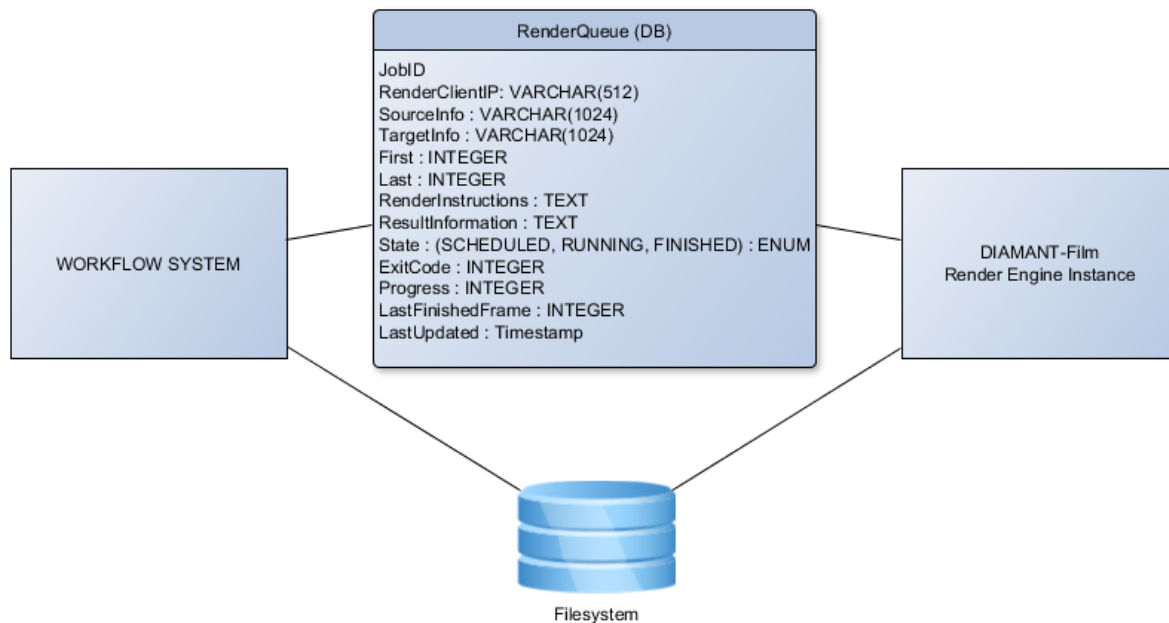 RenderQueue (DB)
JobID
RenderClientIP: VARCHAR(512)
SourceInfo : VARCHAR(1024)
TargetInfo : VARCHAR(1024)
First : INTEGER
Last : INTEGER
RenderInstructions : TEXT
ResultInformation : TEXT
State : (SCHEDULED, RUNNING, FINISHED) : ENUM
ExitCode : INTEGER
Progress : INTEGER
LastFinishedFrame : INTEGER
LastUpdated : Timestamp
WORKFLOW SYSTEM
DIAMANT-Film
Render Engine Instance
Filesystem